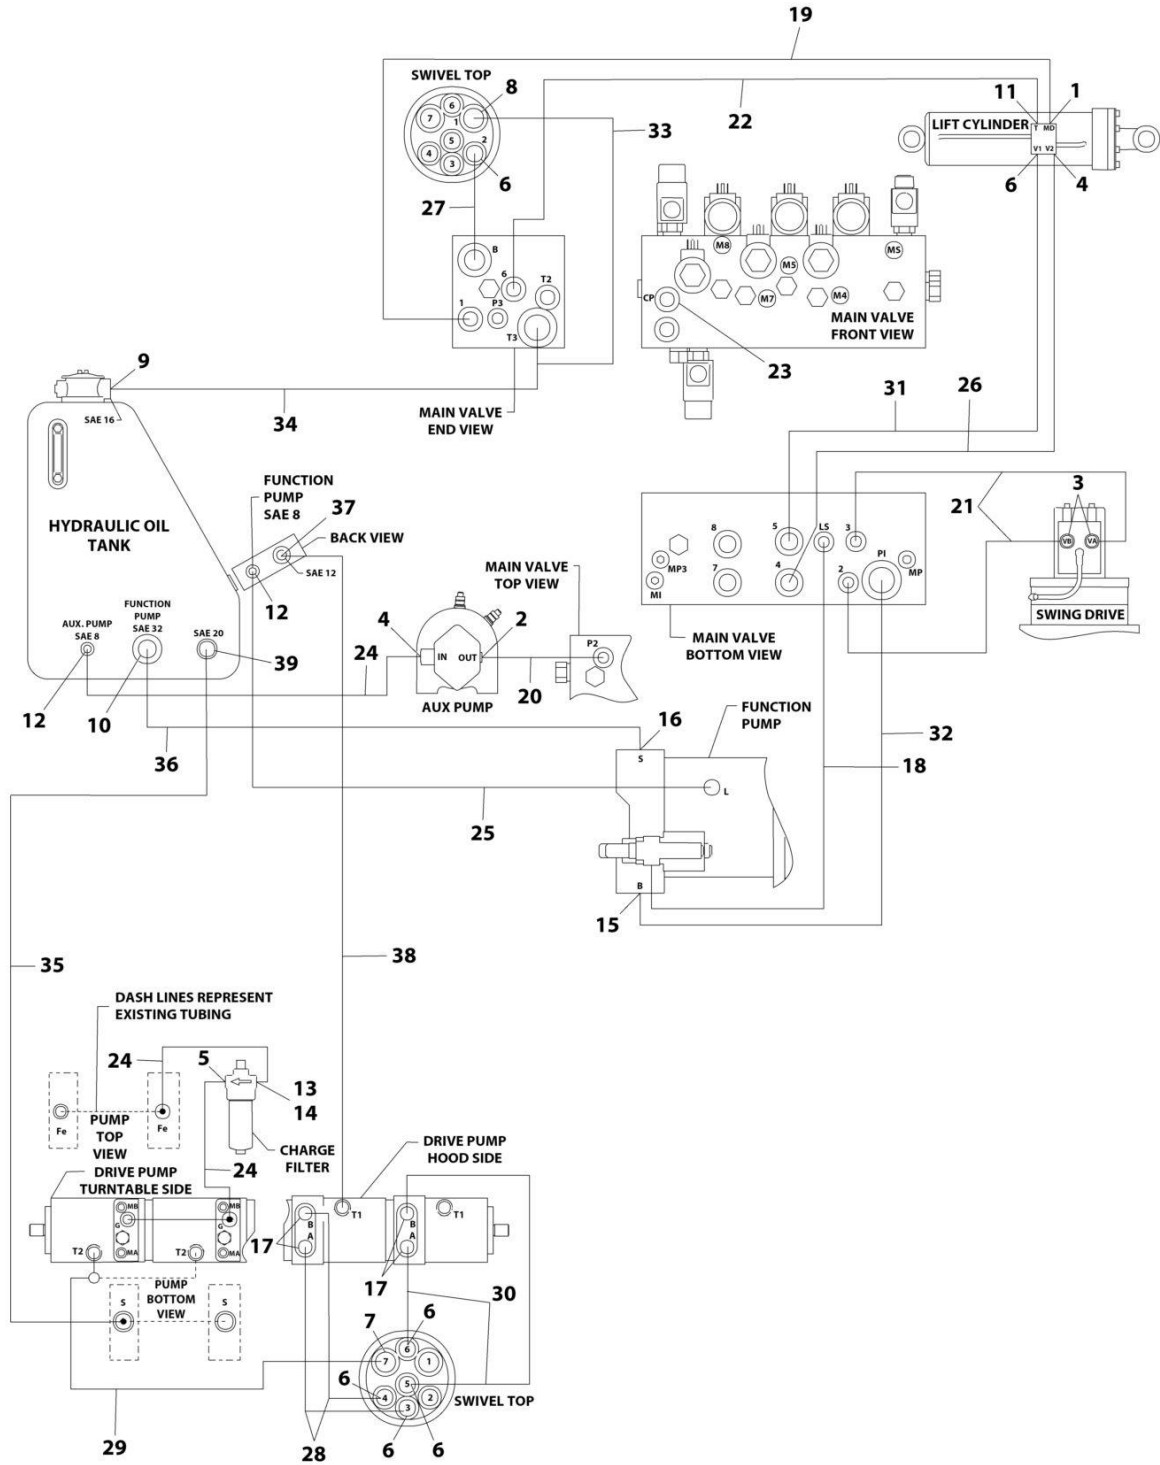 19
SWIVEL TOP
8
22
11
1
6
7
1
5
2
4
3
33
LIFT CYLINDER
T MD
V1 V2
6
6
4
27
B
6
T2
1
P3
T3
M8
MS
M5
CP
M7
M4
MAIN VALVE
FRONT VIEW
23
9
SAE 16
34
MAIN VALVE
END VIEW
31
26
FUNCTION
PUMP
SAE 8
37
BACK VIEW
SAE 12
12
HYDRAULIC OIL
TANK
FUNCTION
PUMP
SAE 32
AUX. PUMP
SAE 8
SAE 20
12
10
39
36
4
2
IN
OUT
24
AUX PUMP
20
MAIN VALVE
TOP VIEW
P2
8
5
LS
3
PI
MP3
MI
7
4
2
MP
MAIN VALVE
BOTTOM VIEW
21
3
VB
VA
SWING DRIVE
16
FUNCTION
PUMP
32
18
S
L
25
B
15
35
38
DASH LINES REPRESENT
EXISTING TUBING
24
5
13
14
Fe
Fe
PUMP
TOP
VIEW
CHARGE
FILTER
24
DRIVE PUMP
TURNTABLE SIDE
DRIVE PUMP
HOOD SIDE
MB
G
MA
MB
G
MA
T2
T2
B
A
T1
B
A
T1
17
17
PUMP
BOTTOM
VIEW
S
S
30
7
6
6
7
6
1
5
4
2
3
SWIVEL TOP
29
28
6
6